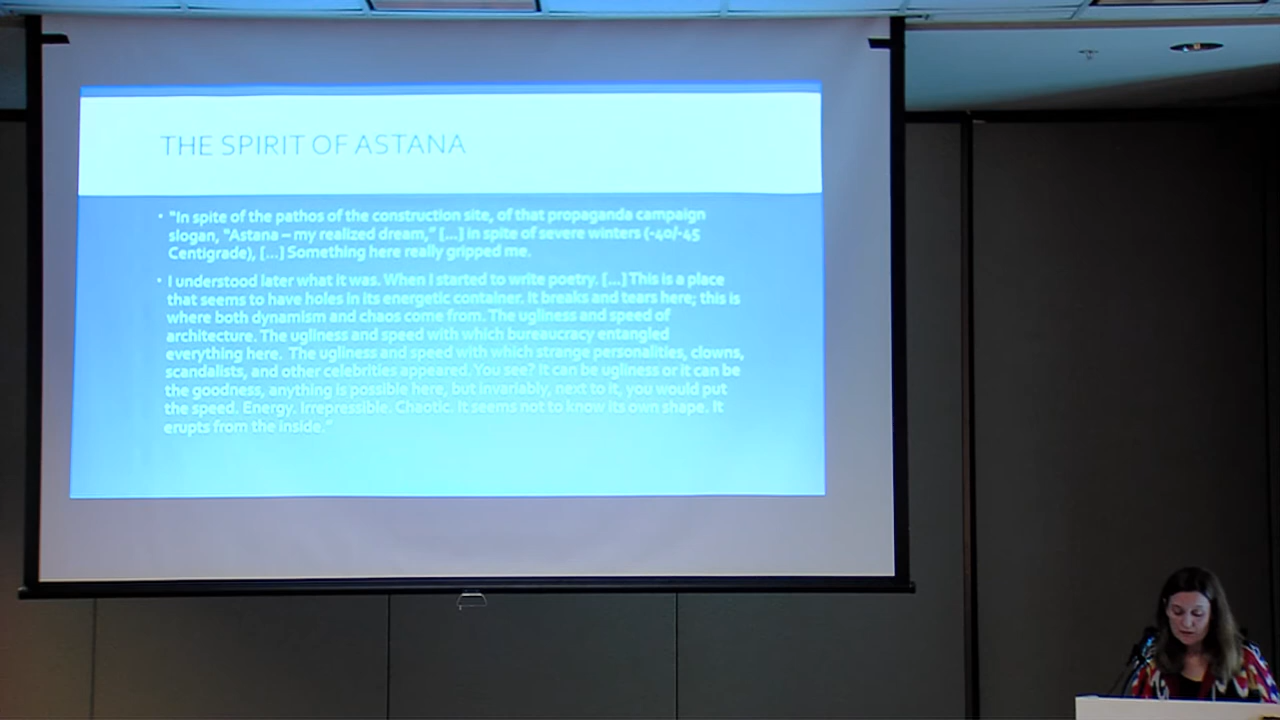 THE SPIRIT OF ASTANA
• "In spite of the pathos of the construction site, of that propaganda campaign
slogan, "Astana – my realized dream," [...] in spite of severe winters (-40/-45
Centigrade), [...] Something here really gripped me.
• I understood later what it was. When I started to write poetry. [...] This is a place
that seems to have holes in its energetic container. It breaks and tears here; this is
where both dynamism and chaos come from. The ugliness and speed of
architecture. The ugliness and speed with which bureaucracy entangled
everything here. The ugliness and speed with which strange personalities, clowns,
scandalists, and other celebrities appeared. You see? It can be ugliness or it can be
the goodness, anything is possible here, but invariably, next to it, you would put
the speed. Energy. Irrepressible. Chaotic. It seems not to know its own shape. It
erupts from the inside."